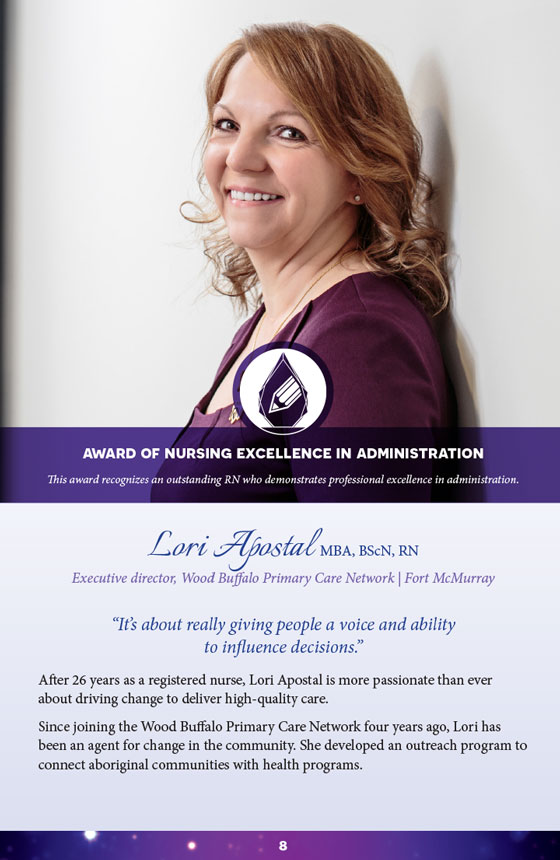 AWARD OF NURSING EXCELLENCE IN ADMINISTRATION
This award recognizes an outstanding RN who demonstrates professional excellence in administration.
Lori Apostal MBA, BScN, RN
Executive director, Wood Buffalo Primary Care Network | Fort McMurray
“It’s about really giving people a voice and ability
to influence decisions.”
After 26 years as a registered nurse, Lori Apostal is more passionate than ever
about driving change to deliver high-quality care.
Since joining the Wood Buffalo Primary Care Network four years ago, Lori has
been an agent for change in the community. She developed an outreach program to
connect aboriginal communities with health programs.
8